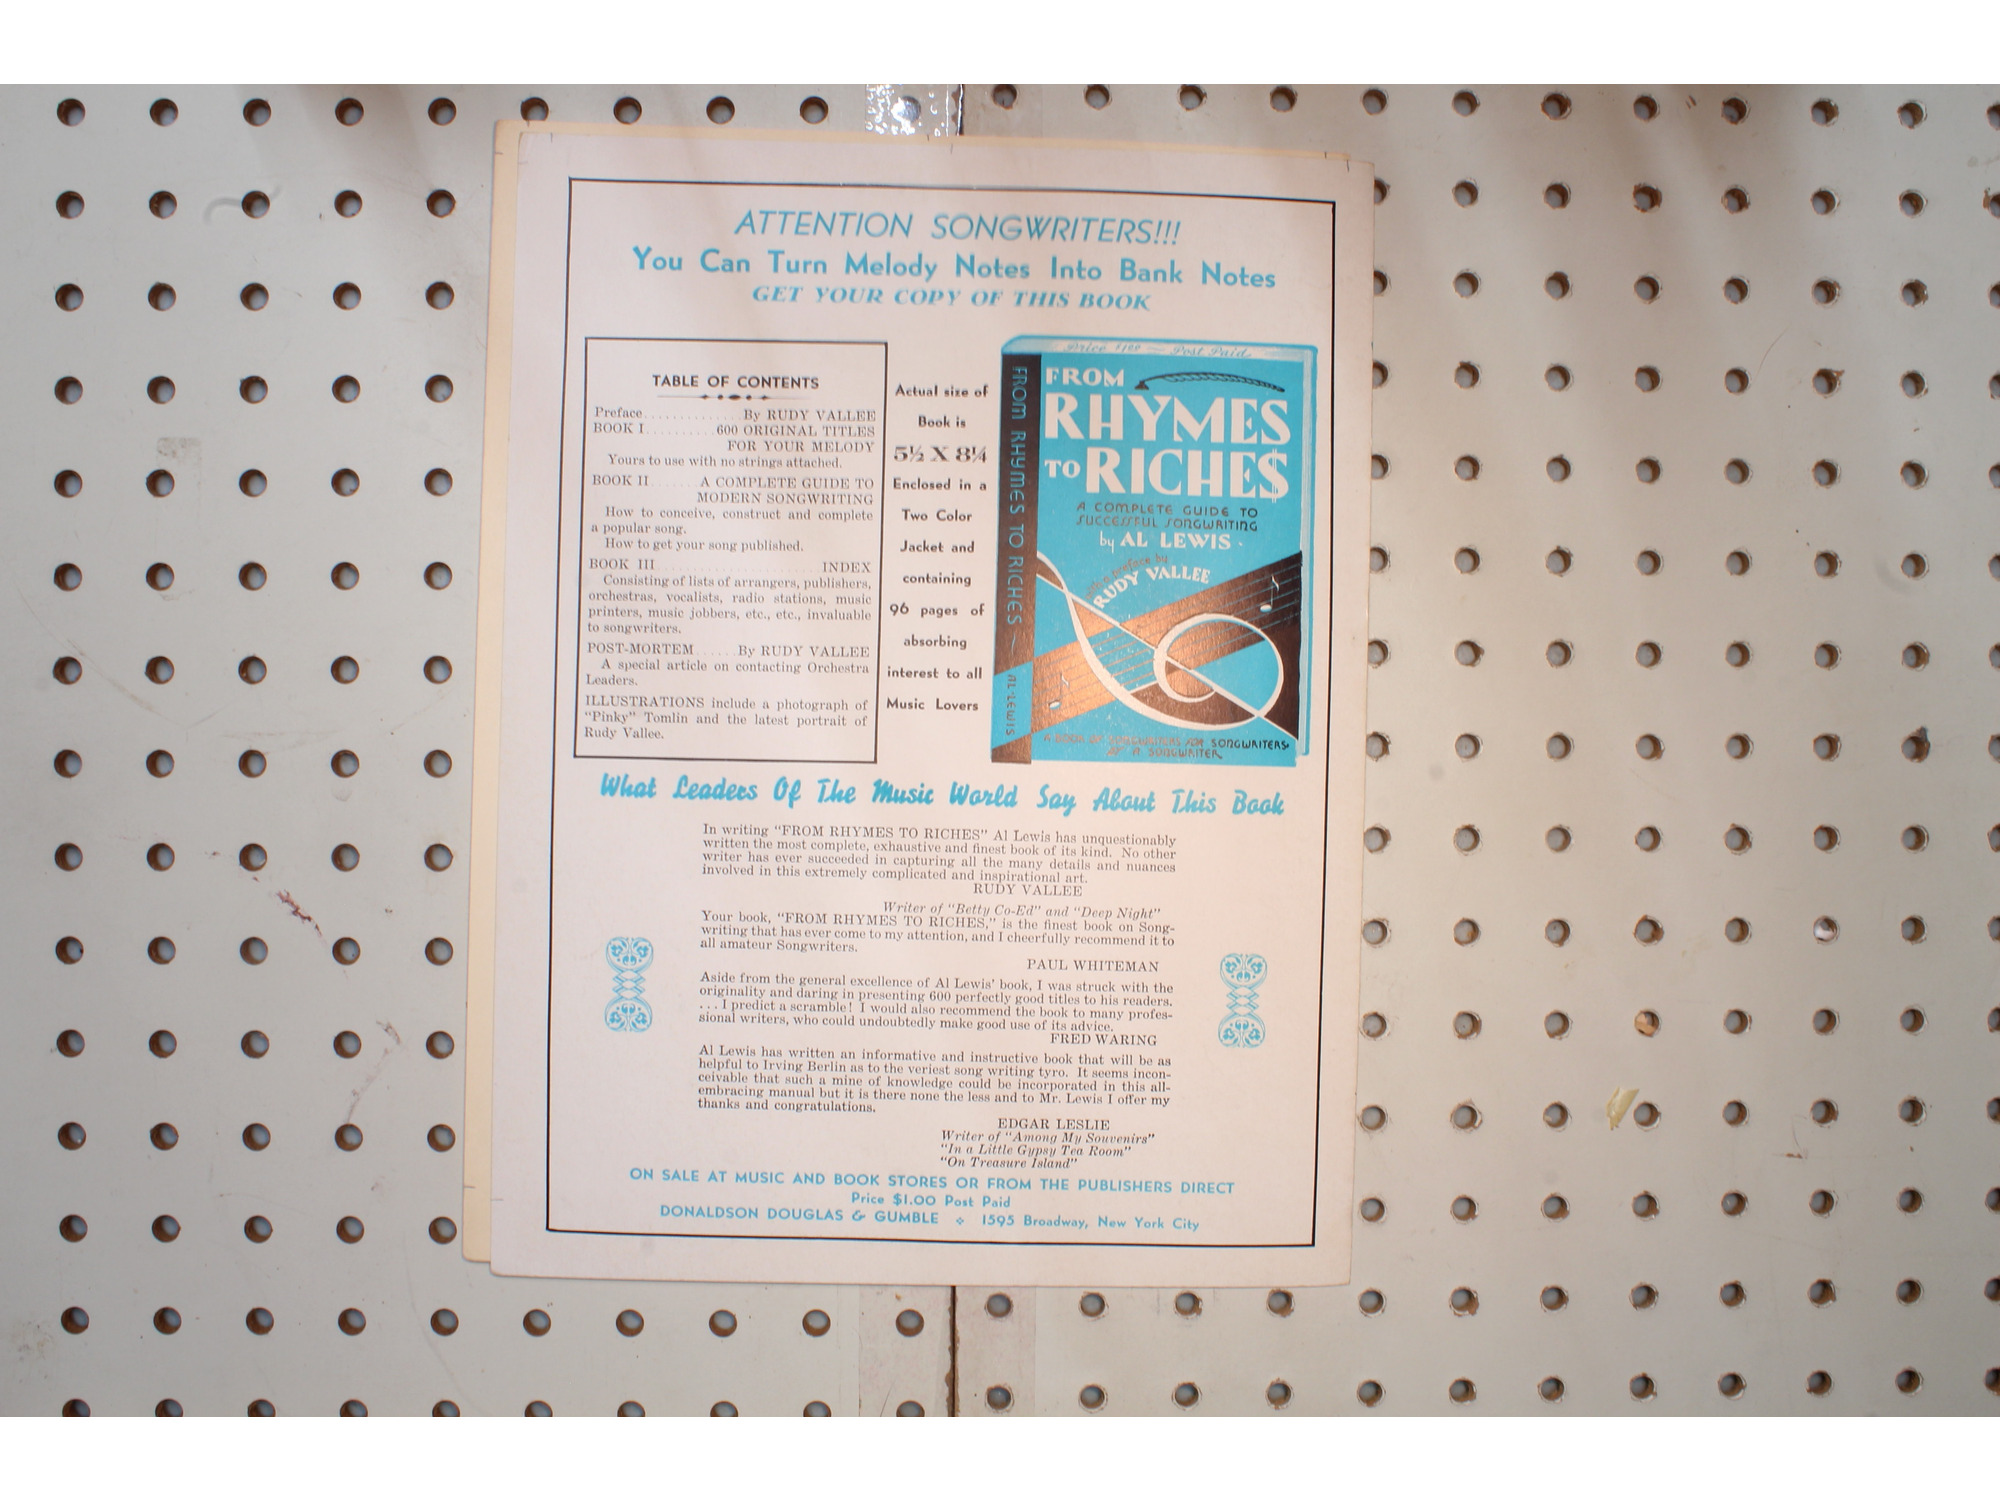 ATTENTION SONGWRITERS!!!
You Can Turn Melody Notes Into Bank Notes
GET YOUR COPY OF THIS BOOK
TABLE OF CONTENTS
Preface.............By RUDY VALLEE
BOOK I..........600 ORIGINAL TITLES
FOR YOUR MELODY
Yours to use with no strings attached.
BOOK II.......A COMPLETE GUIDE TO
MODERN SONGWRITING
How to conceive, construct and complete
a popular song.
How to get your song published.
BOOK III......................INDEX
Consisting of lists of arrangers, publishers,
orchestras, vocalists, radio stations, music
printers, music jobbers, etc., etc., invaluable
to songwriters.
POST-MORTEM......By RUDY VALLEE
A special article on contacting Orchestra
Leaders.
ILLUSTRATIONS include a photograph of
"Pinky" Tomlin and the latest portrait of
Rudy Vallee.
Actual size of
Book is
5½ X 8¼
Enclosed in a
Two Color
Jacket and
containing
96 pages of
absorbing
interest to all
Music Lovers
Price $1.00 — Post Paid
FROM RHYMES TO RICHES —
AL·LEWIS
FROM
RHYMES
TO RICHE$
A COMPLETE GUIDE TO
SUCCESSFUL SONGWRITING
by AL LEWIS
preface by
RUDY VALLEE
A BOOK OF SONGWRITERS FOR SONGWRITERS
BY A SONGWRITER
What Leaders Of The Music World Say About This Book
In writing "FROM RHYMES TO RICHES" Al Lewis has unquestionably
written the most complete, exhaustive and finest book of its kind. No other
writer has ever succeeded in capturing all the many details and nuances
involved in this extremely complicated and inspirational art.
RUDY VALLEE
Writer of "Betty Co-Ed" and "Deep Night"
Your book, "FROM RHYMES TO RICHES," is the finest book on Song-
writing that has ever come to my attention, and I cheerfully recommend it to
all amateur Songwriters.
PAUL WHITEMAN
Aside from the general excellence of Al Lewis' book, I was struck with the
originality and daring in presenting 600 perfectly good titles to his readers.
. . . I predict a scramble! I would also recommend the book to many profes-
sional writers, who could undoubtedly make good use of its advice.
FRED WARING
Al Lewis has written an informative and instructive book that will be as
helpful to Irving Berlin as to the veriest song writing tyro. It seems incon-
ceivable that such a mine of knowledge could be incorporated in this all-
embracing manual but it is there none the less and to Mr. Lewis I offer my
thanks and congratulations.
EDGAR LESLIE
Writer of "Among My Souvenirs"
"In a Little Gypsy Tea Room"
"On Treasure Island"
ON SALE AT MUSIC AND BOOK STORES OR FROM THE PUBLISHERS DIRECT
Price $1.00 Post Paid
DONALDSON DOUGLAS & GUMBLE ❖ 1595 Broadway, New York City